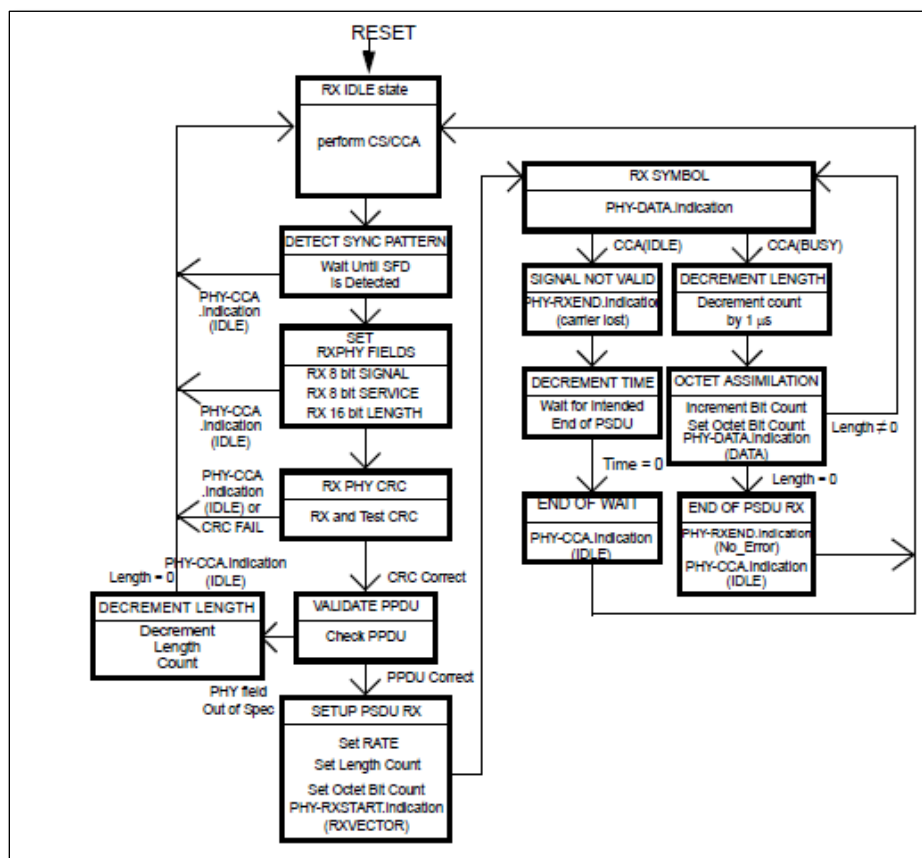 RESET
RX IDLE state
perform CS/CCA
DETECT SYNC PATTERN
Wait Until SFD
Is Detected
PHY-CCA
.Indication
(IDLE)
SET
RXPHY FIELDS
RX 8 bit SIGNAL
RX 8 bit SERVICE
RX 16 bit LENGTH
PHY-CCA
.Indication
(IDLE)
RX PHY CRC
RX and Test CRC
PHY-CCA
.Indication
(IDLE) or
CRC FAIL
PHY-CCA.Indication
(IDLE)
Length = 0
CRC Correct
DECREMENT LENGTH
Decrement
Length
Count
VALIDATE PPDU
Check PPDU
PHY field
Out of Spec
PPDU Correct
SETUP PSDU RX
Set RATE
Set Length Count
Set Octet Bit Count
PHY-RXSTART.Indication
(RXVECTOR)
RX SYMBOL
PHY-DATA.Indication
CCA(IDLE)
CCA(BUSY)
SIGNAL NOT VALID
PHY-RXEND.Indication
(carrier lost)
DECREMENT LENGTH
Decrement count
by 1 µs
DECREMENT TIME
Wait for Intended
End of PSDU
OCTET ASSIMILATION
Increment Bit Count
Set Octet Bit Count
PHY-DATA.Indication
(DATA)
Length ≠ 0
Time = 0
Length = 0
END OF WAIT
PHY-CCA.Indication
(IDLE)
END OF PSDU RX
PHY-RXEND.Indication
(No_Error)
PHY-CCA.Indication
(IDLE)